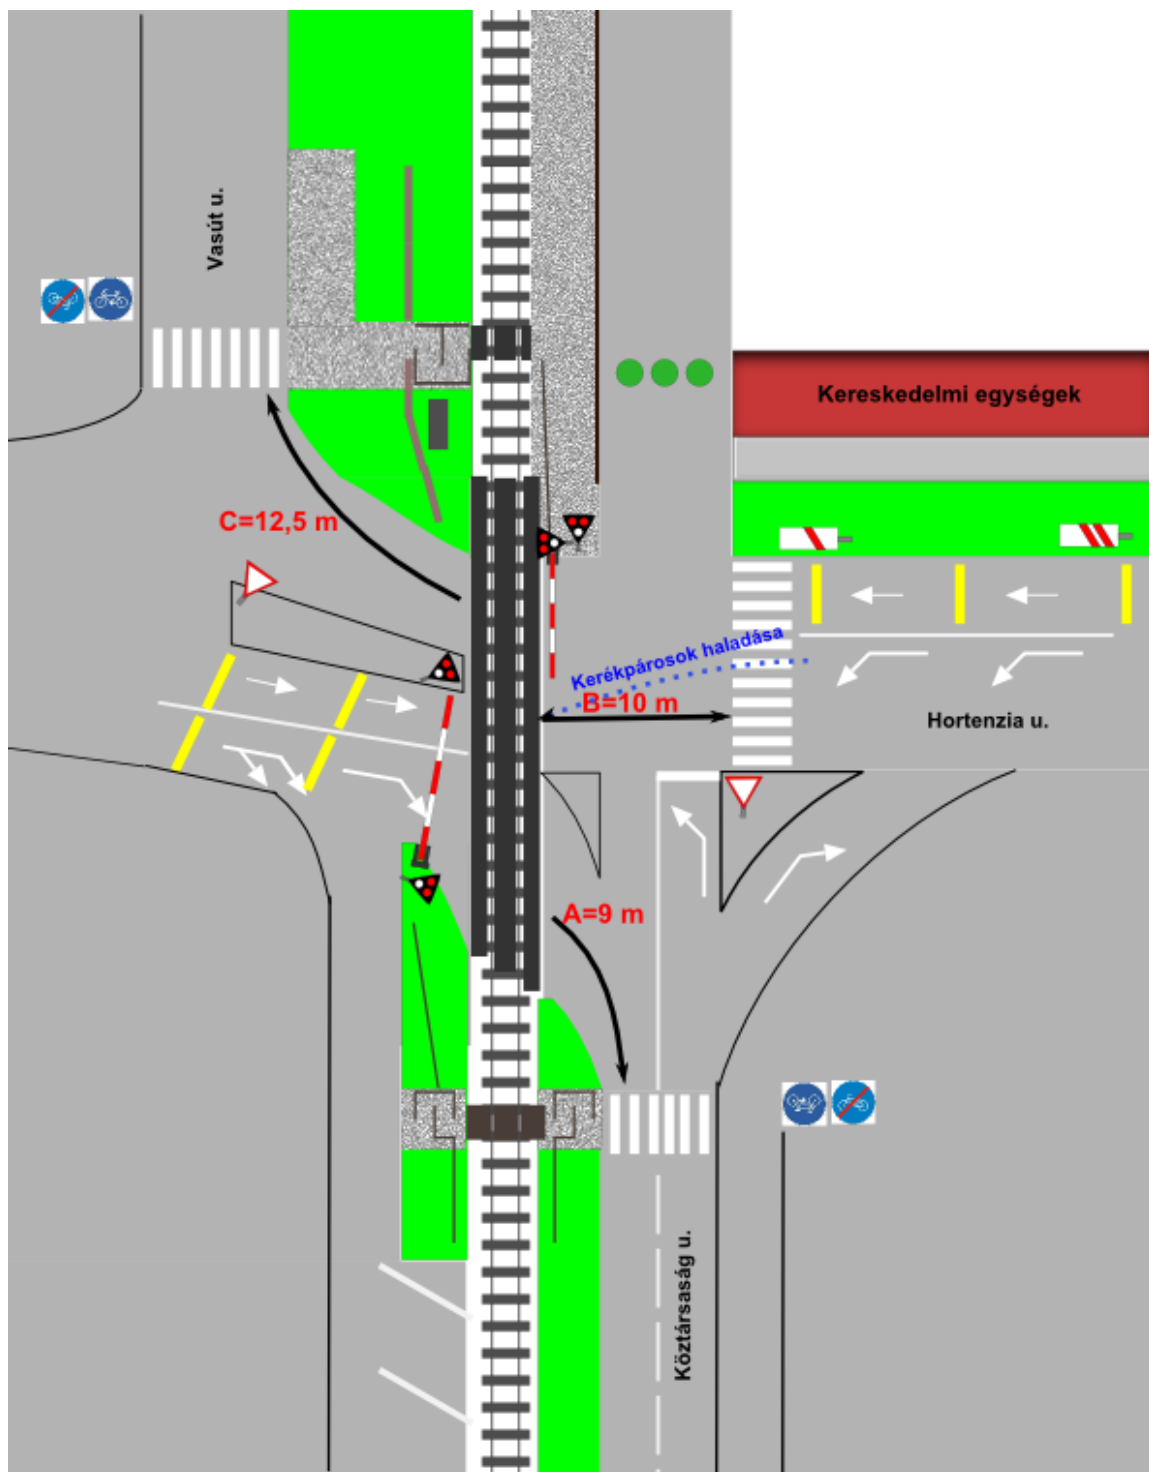 Vasút u.
Kereskedelmi egységek
C=12,5 m
Kerékpárosok haladása
B=10 m
Hortenzia u.
A=9 m
Köztársaság u.